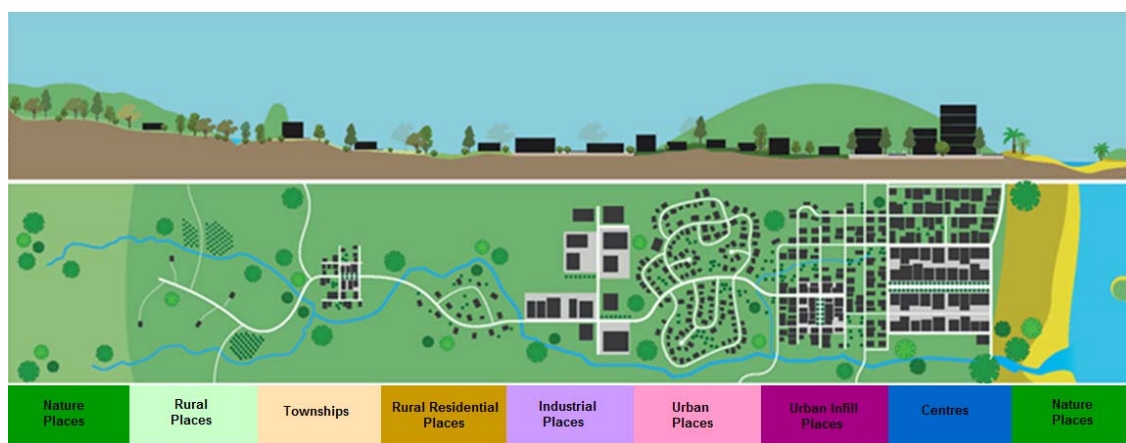 Nature
Places
Rural
Places
Townships
Rural Residential
Places
Industrial
Places
Urban
Places
Urban Infill
Places
Centres
Nature
Places